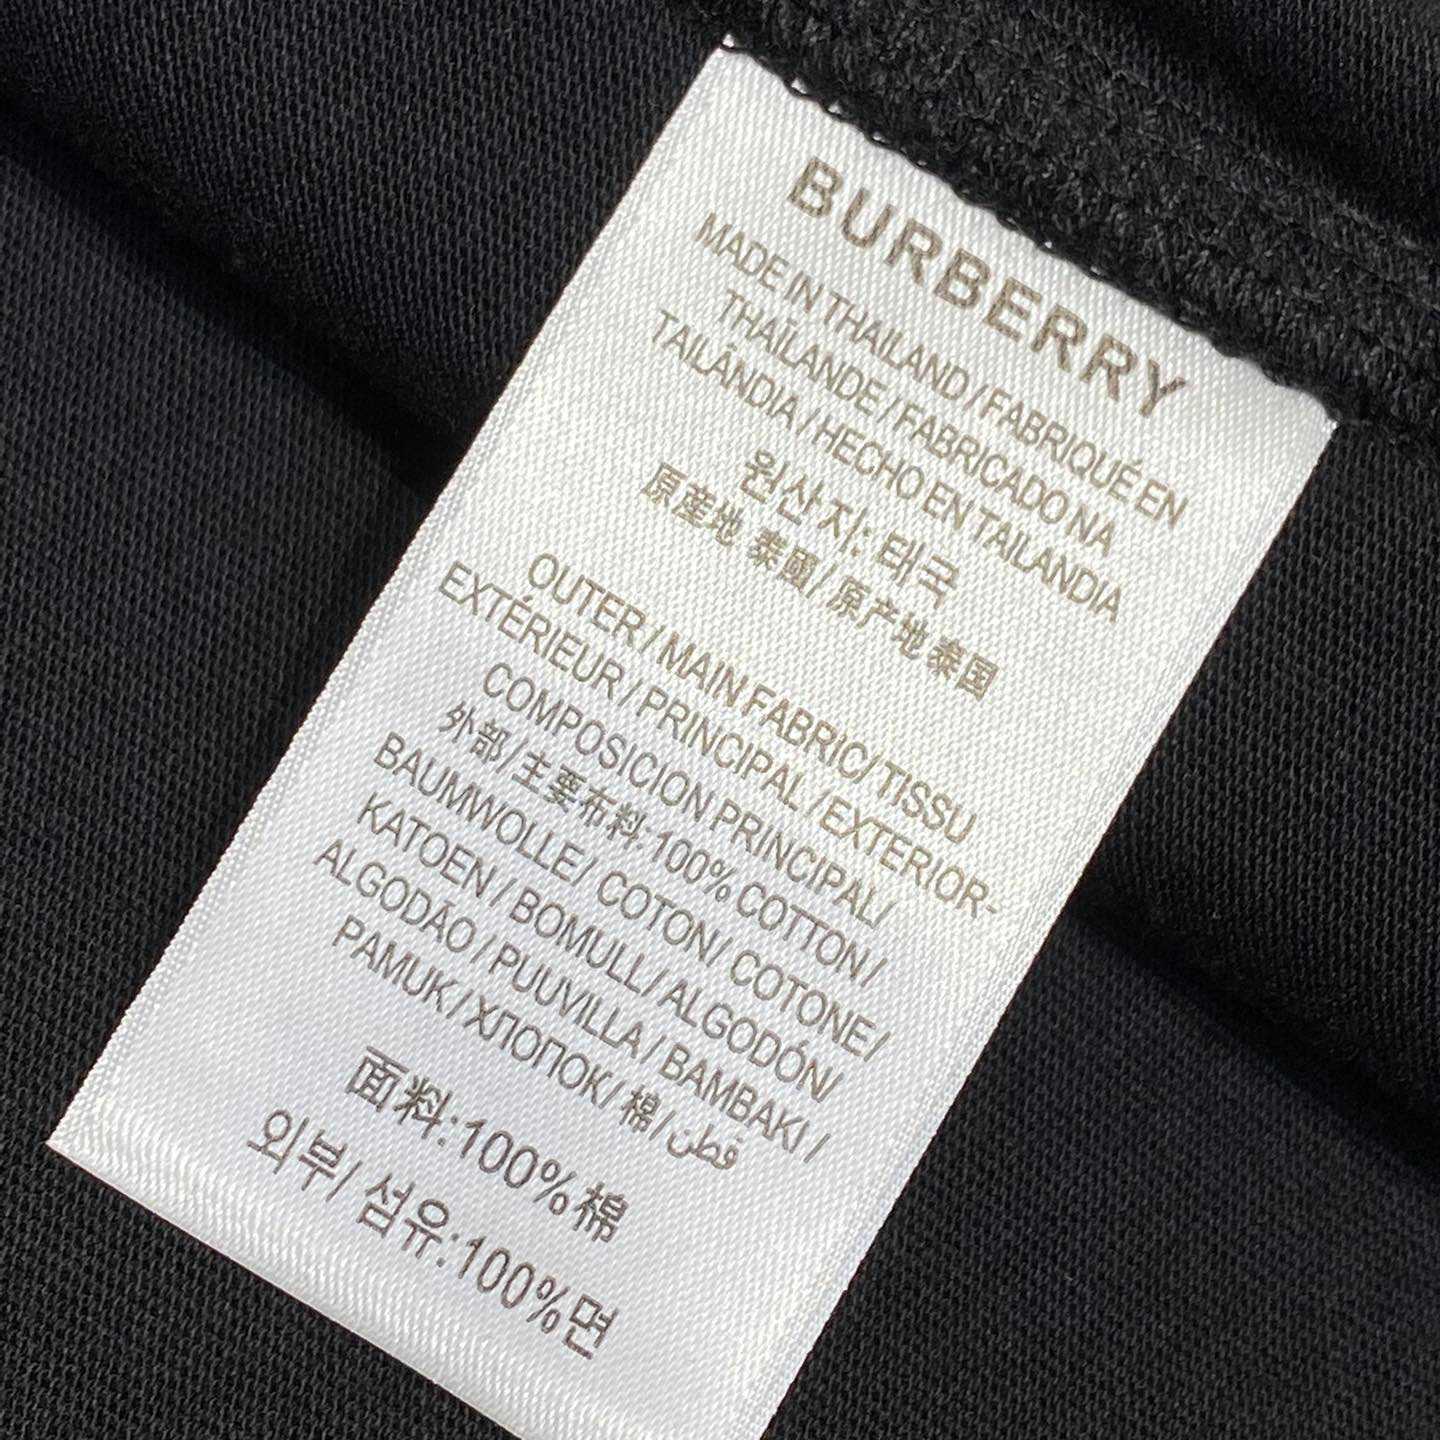 BURBERRY
MADE IN THAILAND / FABRIQUÉ EN
THAÏLANDE / FABRICADO NA
TAILÂNDIA / HECHO EN TAILANDIA
원산지: 태국
原產地 泰國 / 原产地 泰国
OUTER / MAIN FABRIC / TISSU
EXTÉRIEUR / PRINCIPAL / EXTERIOR-
COMPOSICION PRINCIPAL /
外部 / 主要布料: 100% COTTON /
BAUMWOLLE / COTON / COTONE /
KATOEN / BOMULL / ALGODÓN /
ALGODÃO / PUUVILLA / BAMBAKI /
PAMUK / ХЛОПОК / 棉 / قطن
面料:100%棉
외부/ 섬유:100%면